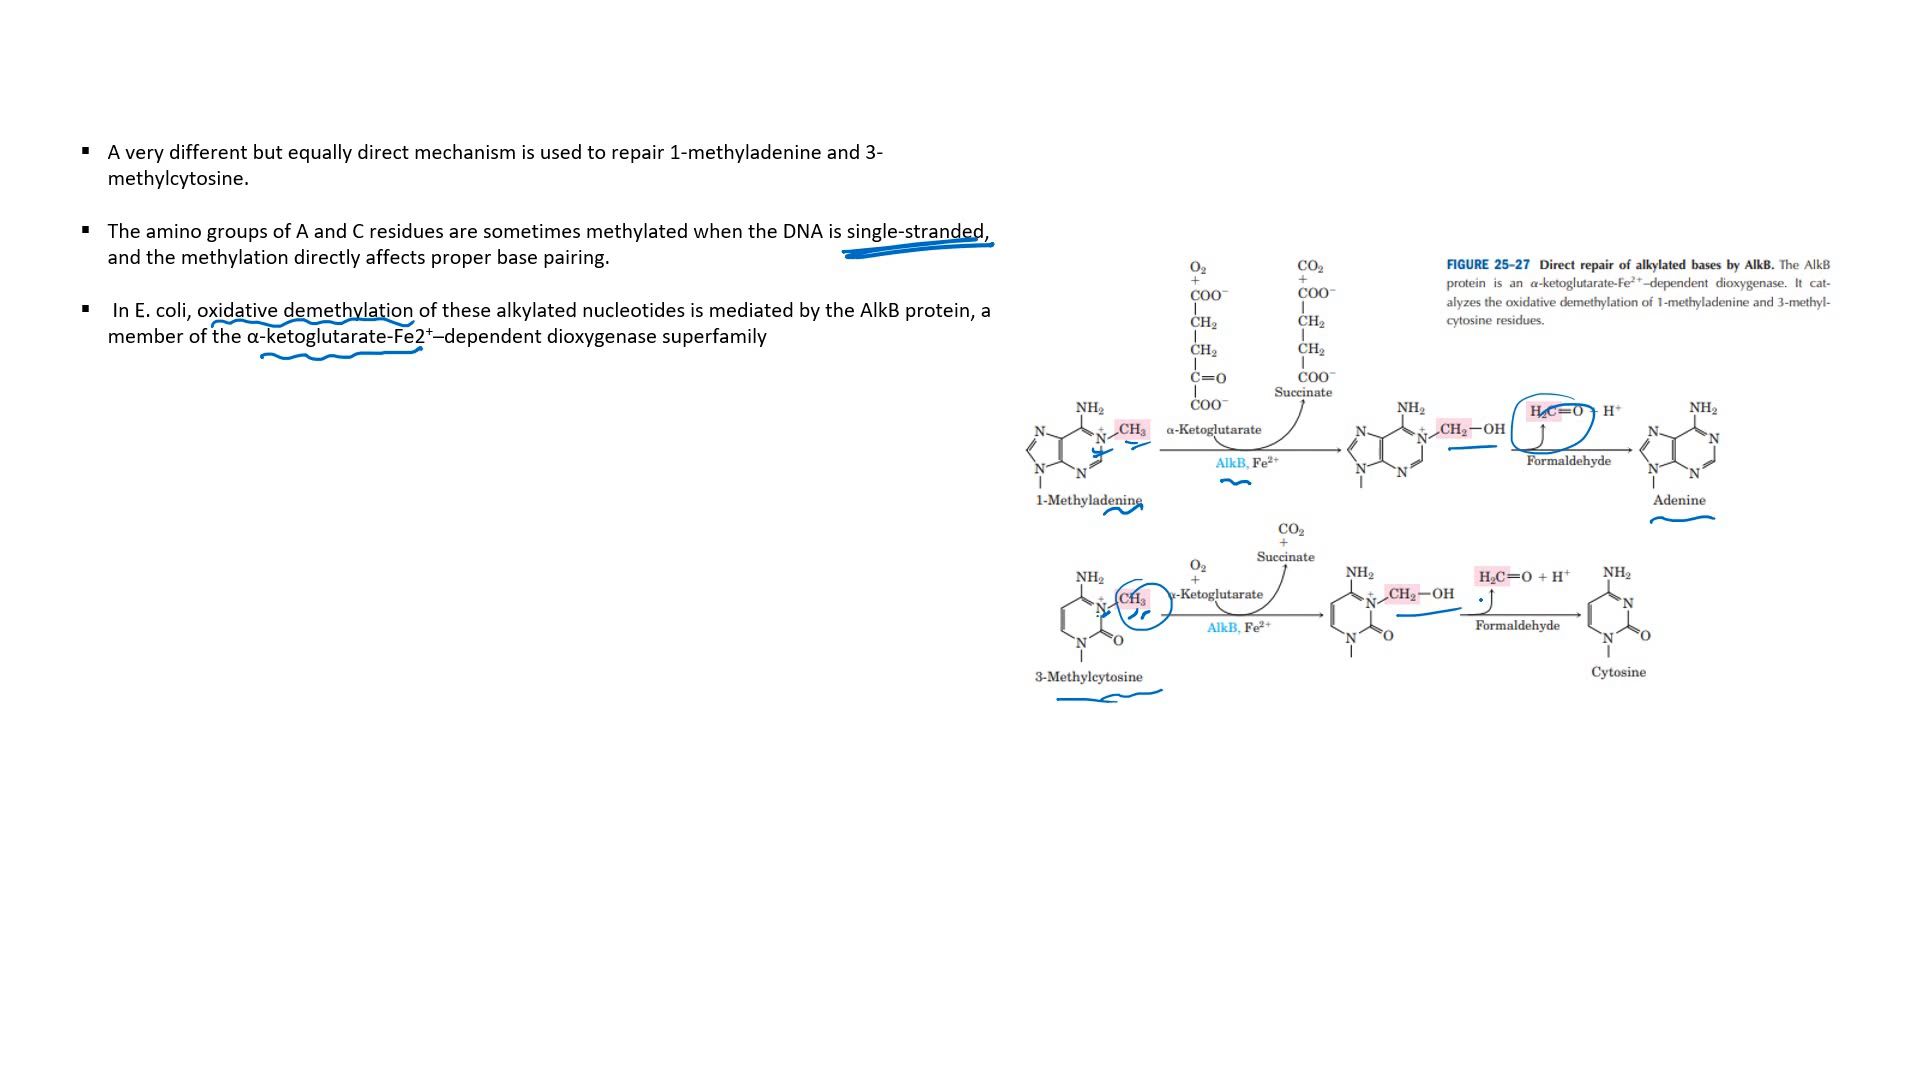 ▪ A very different but equally direct mechanism is used to repair 1-methyladenine and 3-
methylcytosine.
▪ The amino groups of A and C residues are sometimes methylated when the DNA is single-stranded,
and the methylation directly affects proper base pairing.
▪ In E. coli, oxidative demethylation of these alkylated nucleotides is mediated by the AlkB protein, a
member of the α-ketoglutarate-Fe2⁺–dependent dioxygenase superfamily
FIGURE 25–27 Direct repair of alkylated bases by AlkB. The AlkB
protein is an α-ketoglutarate-Fe²⁺–dependent dioxygenase. It cat-
alyzes the oxidative demethylation of 1-methyladenine and 3-methyl-
cytosine residues.
O₂
+
COO⁻
CH₂
CH₂
C=O
COO⁻
α-Ketoglutarate
CO₂
+
COO⁻
CH₂
CH₂
COO⁻
Succinate
NH₂
N
N⁺
CH₃
N
N
1-Methyladenine
AlkB, Fe²⁺
NH₂
N
N⁺
CH₂—OH
N
N
H₂C=O + H⁺
Formaldehyde
NH₂
N
N
N
N
Adenine
CO₂
+
Succinate
O₂
+
α-Ketoglutarate
AlkB, Fe²⁺
NH₂
N⁺
CH₃
N
O
3-Methylcytosine
NH₂
N⁺
CH₂—OH
N
O
H₂C=O + H⁺
Formaldehyde
NH₂
N
N
O
Cytosine